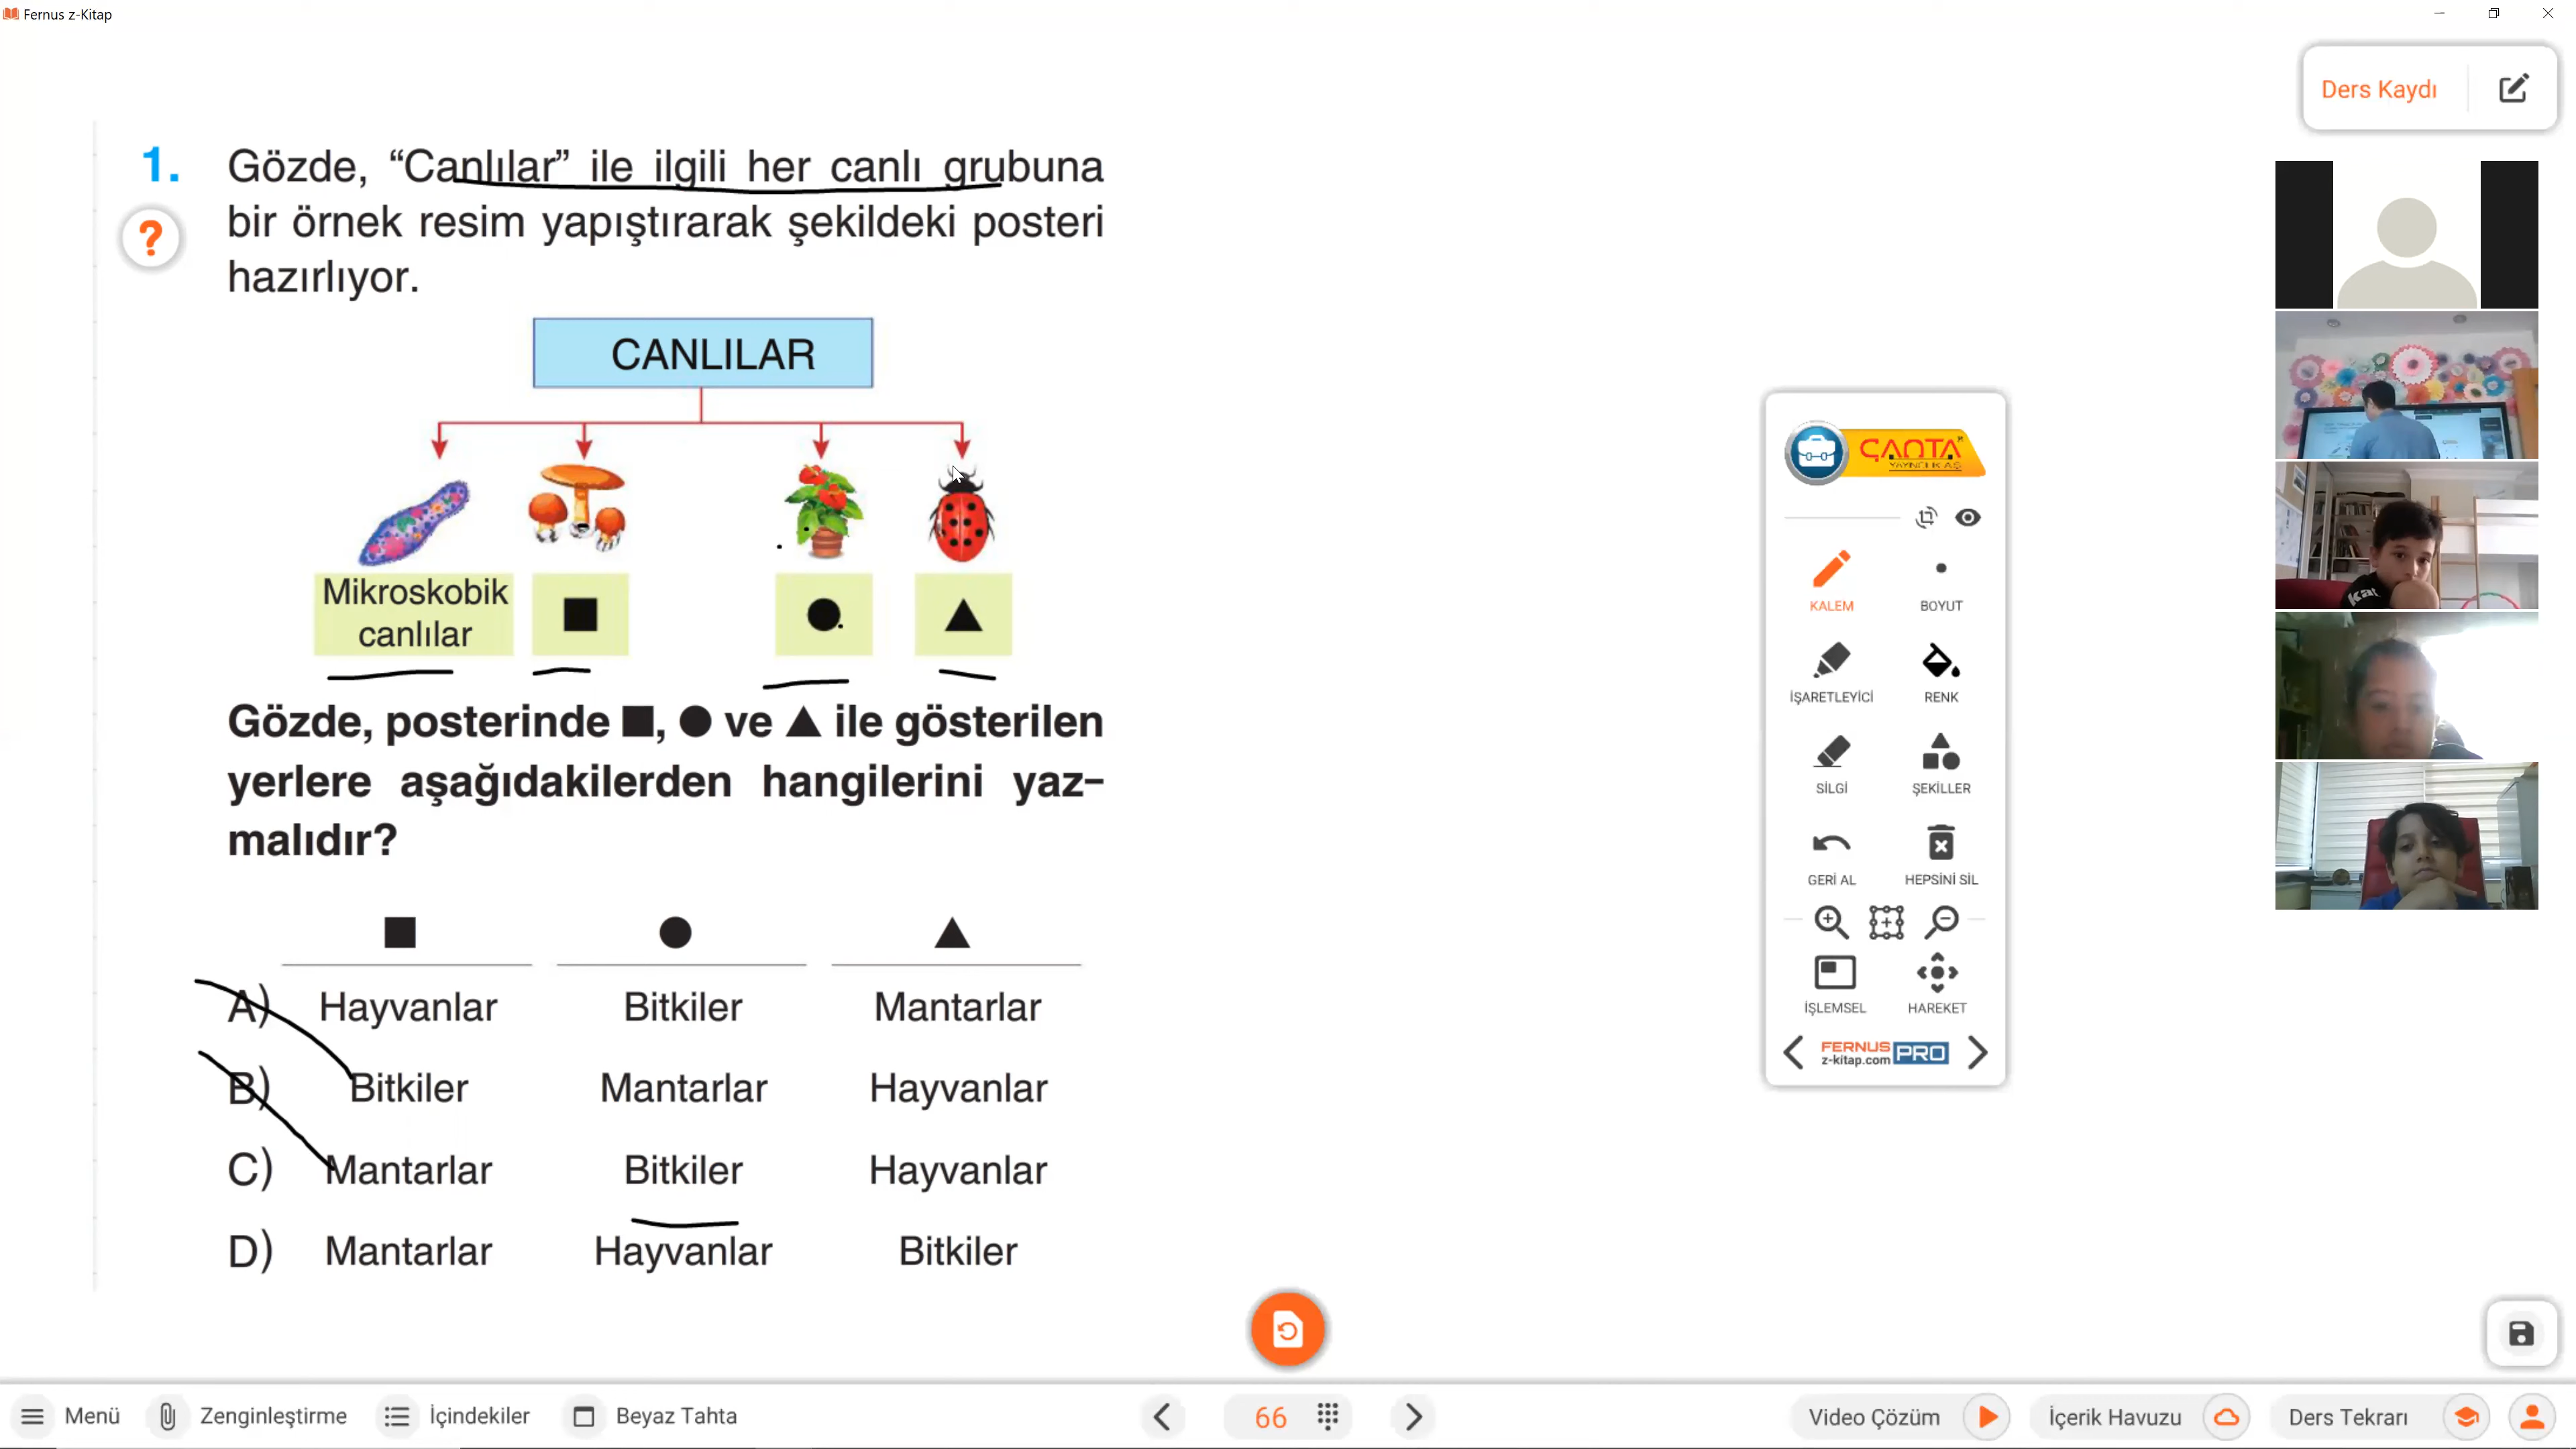 Fernus z-Kitap
Ders Kaydı
1. Gözde, “Canlılar” ile ilgili her canlı grubuna
bir örnek resim yapıştırarak şekildeki posteri
hazırlıyor.
?
CANLILAR
Mikroskobik
canlılar
Gözde, posterinde ■, ● ve ▲ ile gösterilen
yerlere aşağıdakilerden hangilerini yaz–
malıdır?
■ ● ▲
A) Hayvanlar Bitkiler Mantarlar
B) Bitkiler Mantarlar Hayvanlar
C) Mantarlar Bitkiler Hayvanlar
D) Mantarlar Hayvanlar Bitkiler
ÇANTA
YAYINCILIK A.Ş.
KALEM BOYUT
İŞARETLEYİCİ RENK
SİLGİ ŞEKİLLER
GERİ AL HEPSİNİ SİL
İŞLEMSEL HAREKET
FERNUS
z-kitap.com PRO
Menü Zenginleştirme İçindekiler Beyaz Tahta 66 Video Çözüm İçerik Havuzu Ders Tekrarı